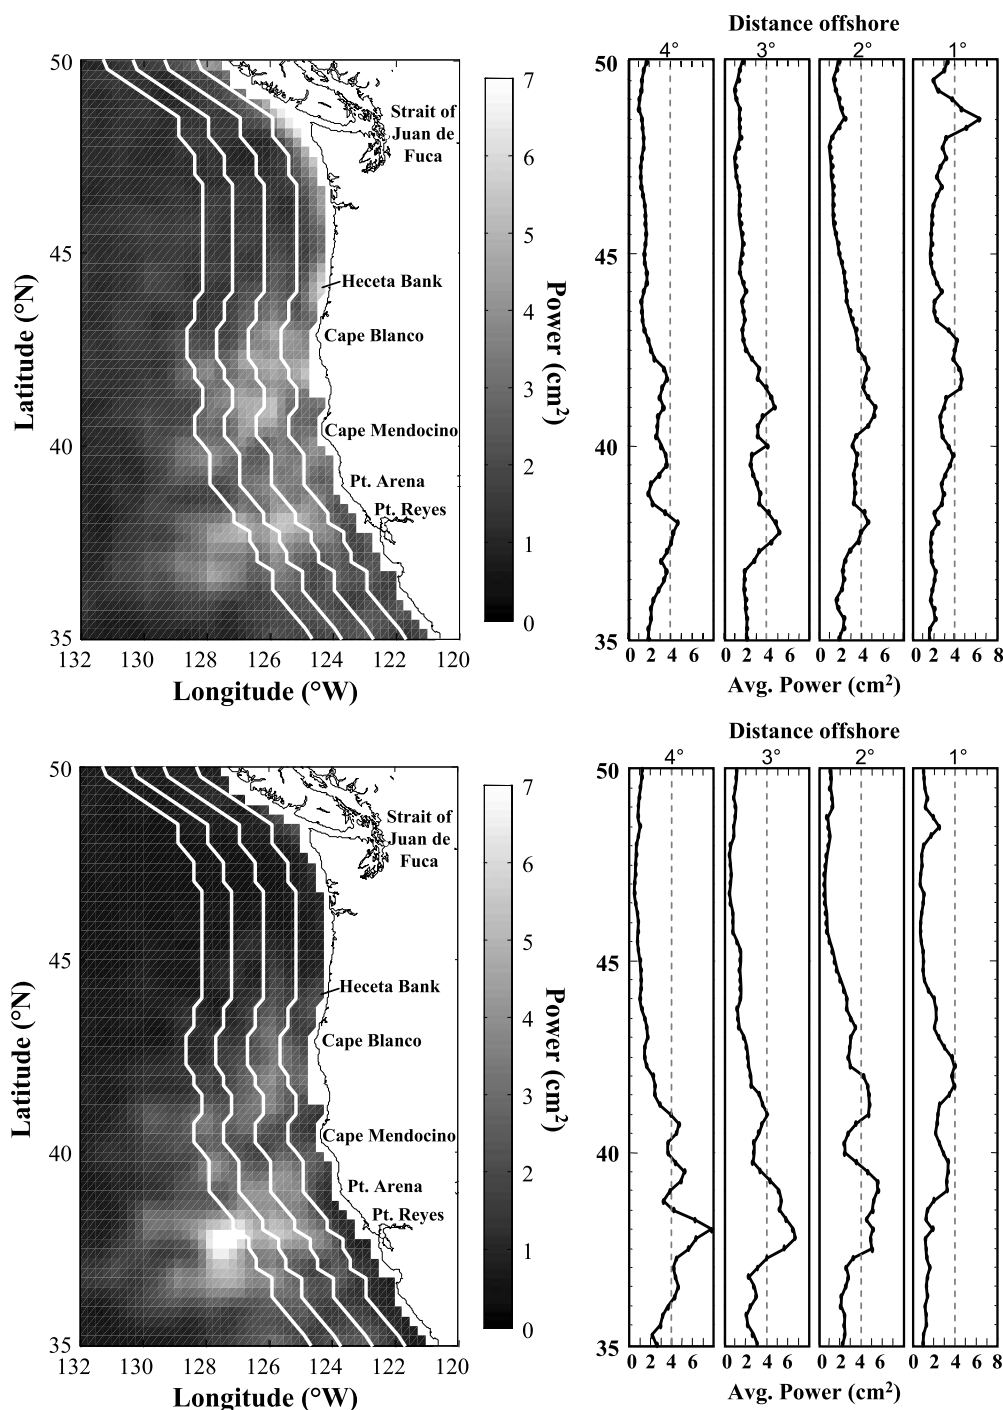 Distance offshore
4° 3° 2° 1°
50
45
40
35
Latitude (°N)
Strait of
Juan de
Fuca
Heceta Bank
Cape Blanco
Cape Mendocino
Pt. Arena
Pt. Reyes
132 130 128 126 124 122 120
Longitude (°W)
7
6
5
4
3
2
1
0
Power (cm²)
50
45
40
35
0 2 4 6 0 2 4 6 0 2 4 6 0 2 4 6 8
Avg. Power (cm²)
Distance offshore
4° 3° 2° 1°
50
45
40
35
Latitude (°N)
Strait of
Juan de
Fuca
Heceta Bank
Cape Blanco
Cape Mendocino
Pt. Arena
Pt. Reyes
132 130 128 126 124 122 120
Longitude (°W)
7
6
5
4
3
2
1
0
Power (cm²)
50
45
40
35
0 2 4 6 0 2 4 6 0 2 4 6 0 2 4 6 8
Avg. Power (cm²)